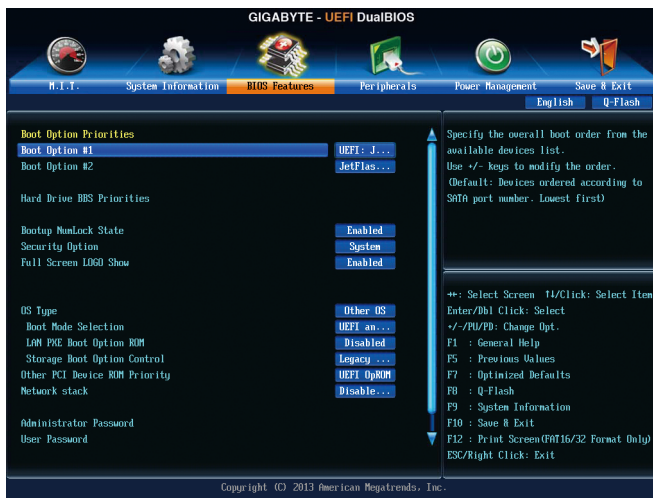 GIGABYTE - UEFI DualBIOS
M.I.T. System Information BIOS Features Peripherals Power Management Save & Exit
English Q-Flash
Boot Option Priorities
Boot Option #1 UEFI: J...
Boot Option #2 JetFlas...
Hard Drive BBS Priorities
Bootup NumLock State Enabled
Security Option System
Full Screen LOGO Show Enabled
OS Type Other OS
Boot Mode Selection UEFI an...
LAN PXE Boot Option ROM Disabled
Storage Boot Option Control Legacy ...
Other PCI Device ROM Priority UEFI OpROM
Network stack Disable...
Administrator Password
User Password
Specify the overall boot order from the
available devices list.
Use +/- keys to modify the order.
(Default: Devices ordered according to
SATA port number. Lowest first)
→←: Select Screen ↑↓/Click: Select Item
Enter/Dbl Click: Select
+/-/PU/PD: Change Opt.
F1 : General Help
F5 : Previous Values
F7 : Optimized Defaults
F8 : Q-Flash
F9 : System Information
F10 : Save & Exit
F12 : Print Screen(FAT16/32 Format Only)
ESC/Right Click: Exit
Copyright (C) 2013 American Megatrends, Inc.